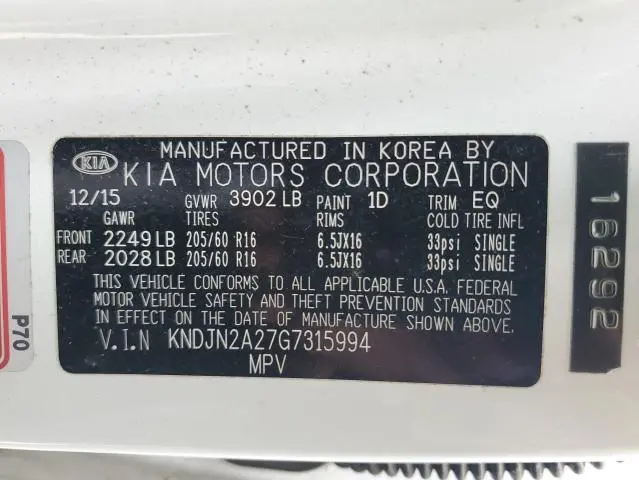 MANUFACTURED IN KOREA BY
KIA KIA MOTORS CORPORATION
12/15 GVWR 3902 LB PAINT 1D TRIM EQ
GAWR TIRES RIMS COLD TIRE INFL
FRONT 2249 LB 205/60 R16 6.5JX16 33psi SINGLE
REAR 2028 LB 205/60 R16 6.5JX16 33psi SINGLE
THIS VEHICLE CONFORMS TO ALL APPLICABLE U.S.A. FEDERAL
MOTOR VEHICLE SAFETY AND THEFT PREVENTION STANDARDS
IN EFFECT ON THE DATE OF MANUFACTURE SHOWN ABOVE.
V.I.N KNDJN2A27G7315994
MPV
16292
P70